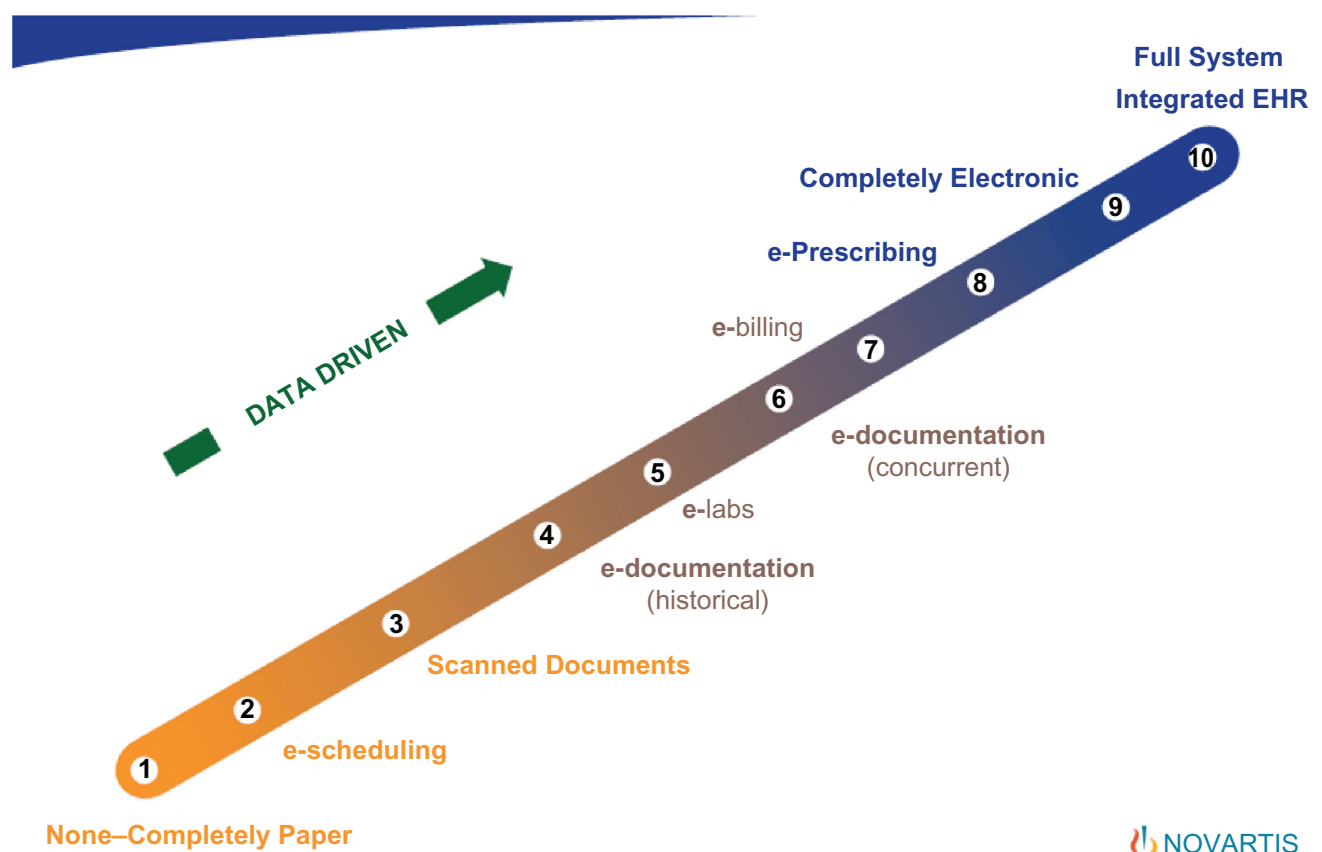 Full System
Integrated EHR
10
Completely Electronic
9
e-Prescribing
8
e-billing
7
DATA DRIVEN
6
e-documentation
(concurrent)
5
e-labs
4
e-documentation
(historical)
3
Scanned Documents
2
e-scheduling
1
None–Completely Paper
NOVARTIS